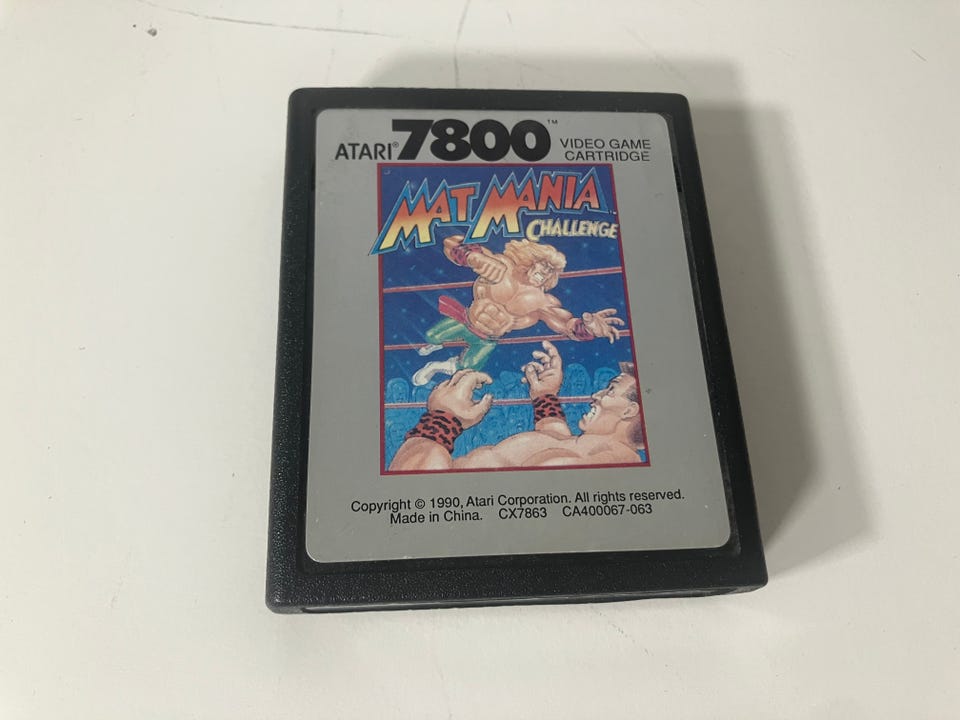 ATARI® 7800™ VIDEO GAME
CARTRIDGE
MAT MANIA™
CHALLENGE
Copyright © 1990, Atari Corporation. All rights reserved.
Made in China. CX7863 CA400067-063